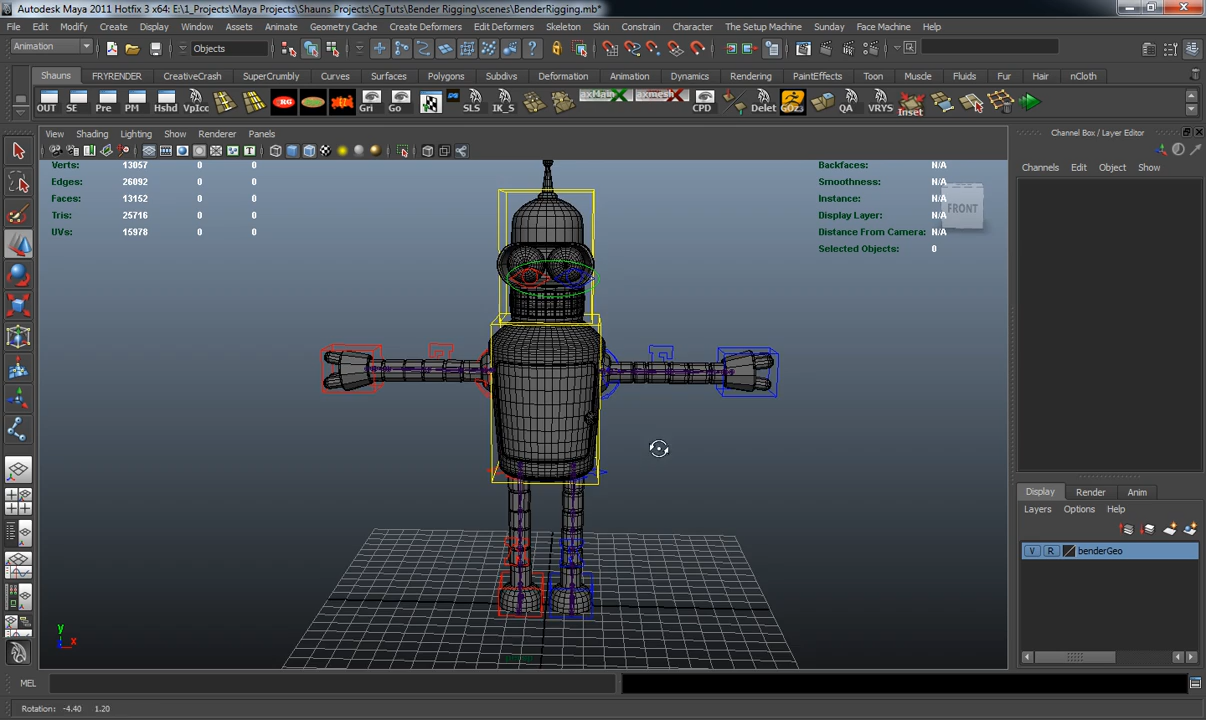 Autodesk Maya 2011 Hotfix 3 x64: E:\1_Projects\Maya Projects\Shauns Projects\CgTuts\Bender Rigging\scenes\BenderRigging.mb*
File Edit Modify Create Display Window Assets Animate Geometry Cache Create Deformers Edit Deformers Skeleton Skin Constrain Character The Setup Machine Sunday Face Machine Help
Animation Objects
Shauns FRYRENDER CreativeCrash SuperCrumbly Curves Surfaces Polygons Subdivs Deformation Animation Dynamics Rendering PaintEffects Toon Muscle Fluids Fur Hair nCloth
OUT SE Pre PM Hshd VpIcc Gri Go SLS IK_S axMain axmesh CPD Delet GOz3 QA VRYS Inset
View Shading Lighting Show Renderer Panels
Channel Box / Layer Editor
Channels Edit Object Show
Verts: 13057 0 0
Edges: 26092 0 0
Faces: 13152 0 0
Tris: 25716 0 0
UVs: 15978 0 0
Backfaces: N/A
Smoothness: N/A
Instance: N/A
Display Layer: N/A
Distance From Camera: N/A
Selected Objects: 0
FRONT
Display Render Anim
Layers Options Help
V R benderGeo
y
x
MEL
Rotation: -4.40 1.20